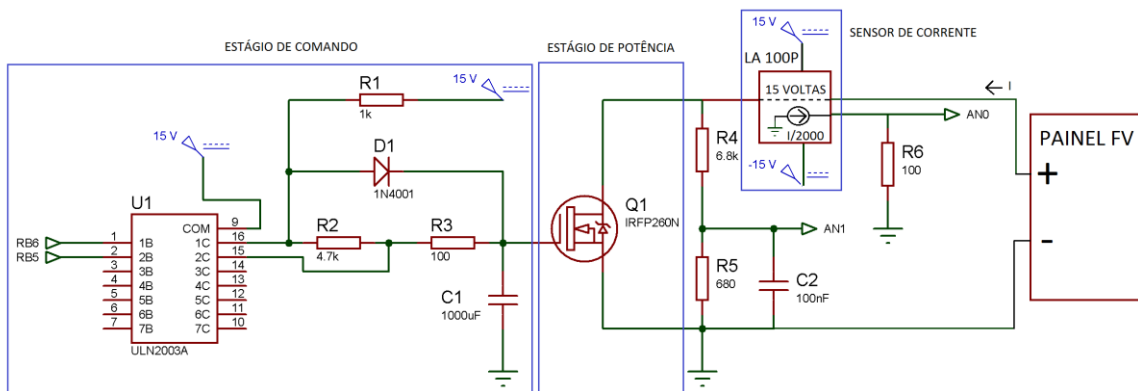 ESTÁGIO DE COMANDO
ESTÁGIO DE POTÊNCIA
SENSOR DE CORRENTE
15 V
LA 100P
15 VOLTAS
I/2000
-15 V
I
AN0
R6
100
PAINEL FV
+
-
R1
1k
15 V
15 V
D1
1N4001
U1
R2
4.7k
R3
100
C1
1000uF
RB6
RB5
1 1B
2 2B
3 3B
4 4B
5 5B
6 6B
7 7B
COM 9
1C 16
2C 15
3C 14
4C 13
5C 12
6C 11
7C 10
ULN2003A
Q1
IRFP260N
R4
6.8k
AN1
R5
680
C2
100nF